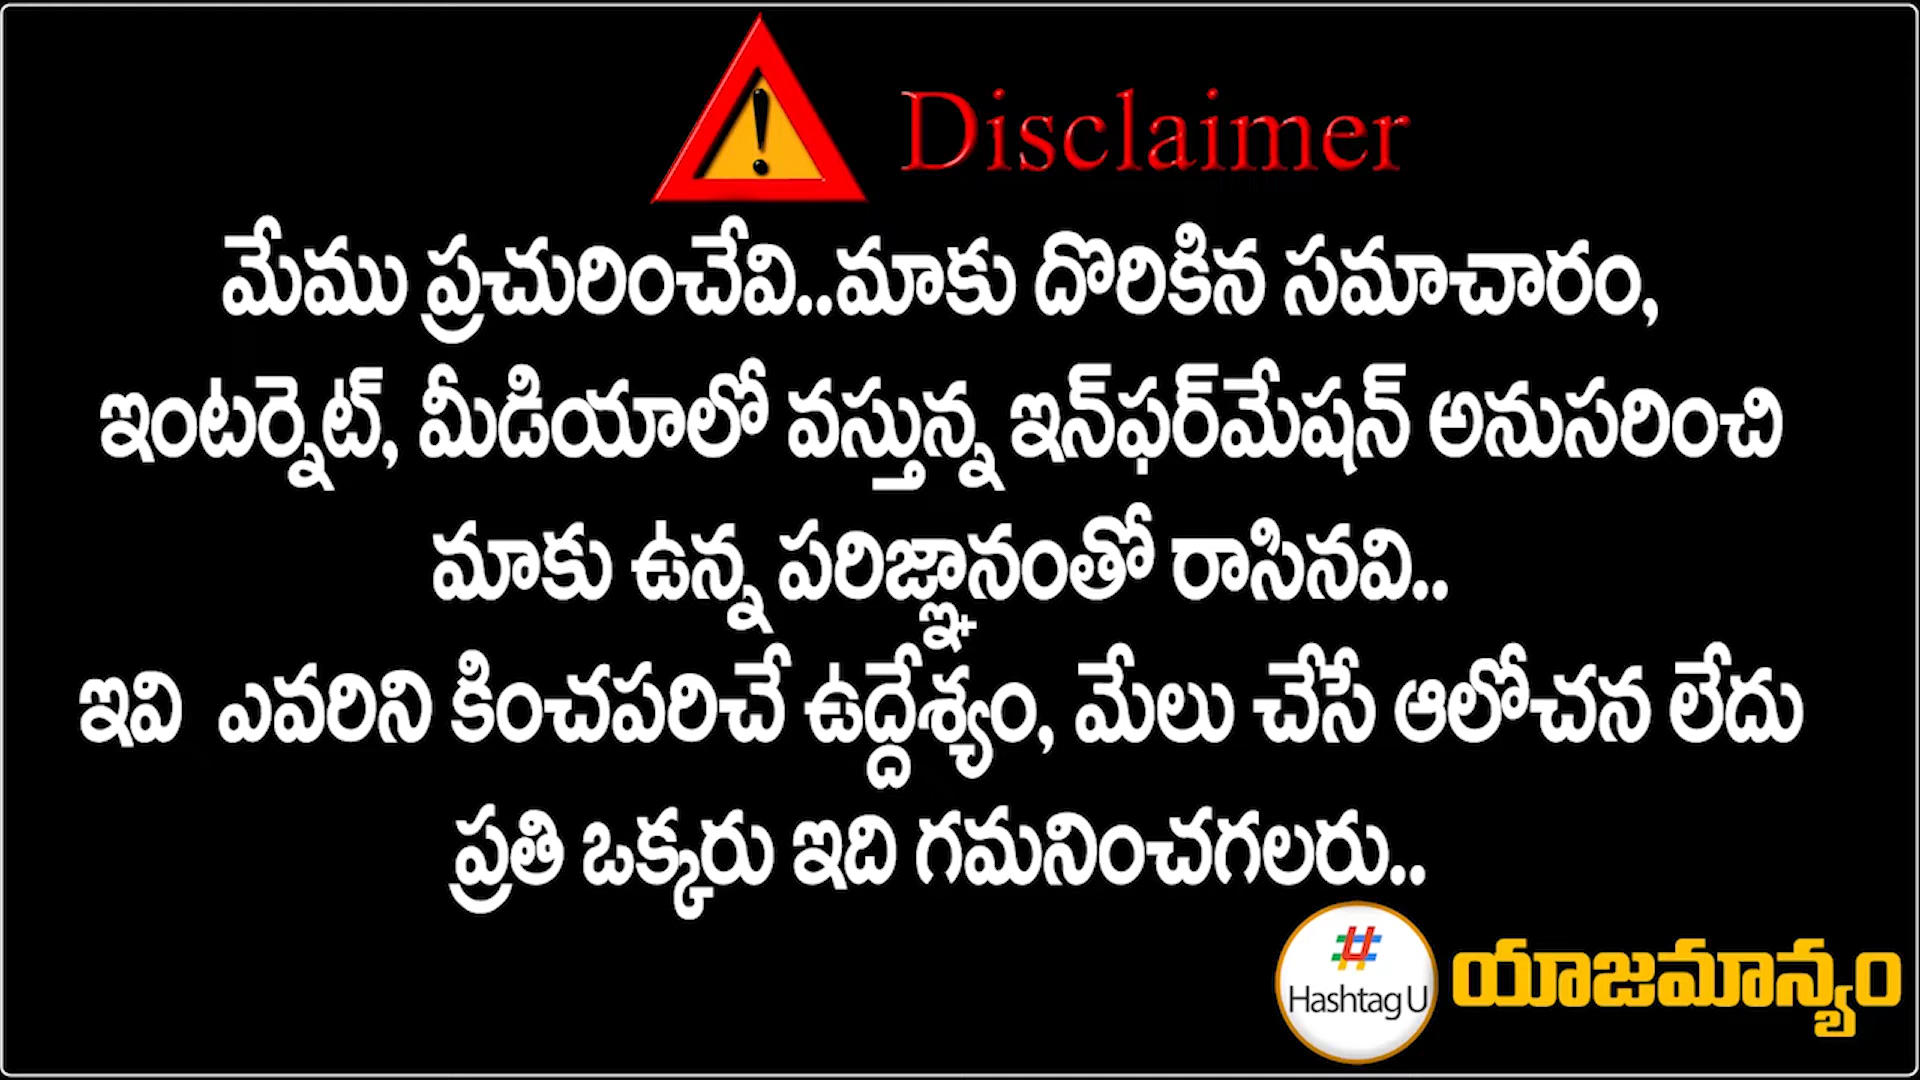 Disclaimer
మేము ప్రచురించేవి..మాకు దొరికిన సమాచారం,
ఇంటర్నెట్, మీడియాలో వస్తున్న ఇన్‌ఫర్‌మేషన్ అనుసరించి
మాకు ఉన్న పరిజ్ఞానంతో రాసినవి..
ఇవి ఎవరిని కించపరిచే ఉద్దేశ్యం, మేలు చేసే ఆలోచన లేదు
ప్రతి ఒక్కరు ఇది గమనించగలరు..
Hashtag U యాజమాన్యం